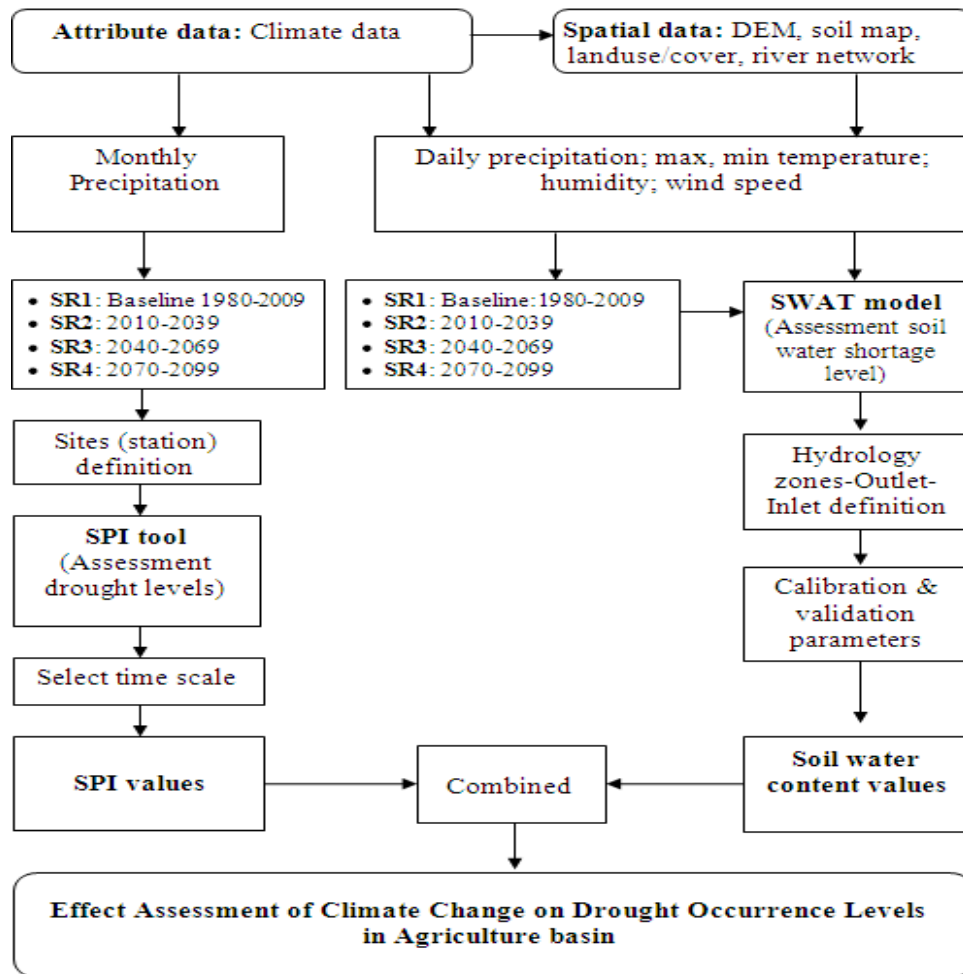 Attribute data: Climate data
Spatial data: DEM, soil map,
landuse/cover, river network
Monthly
Precipitation
Daily precipitation; max, min temperature;
humidity; wind speed
• SR1: Baseline 1980-2009
• SR2: 2010-2039
• SR3: 2040-2069
• SR4: 2070-2099
• SR1: Baseline:1980-2009
• SR2: 2010-2039
• SR3: 2040-2069
• SR4: 2070-2099
SWAT model
(Assessment soil
water shortage
level)
Sites (station)
definition
Hydrology
zones-Outlet-
Inlet definition
SPI tool
(Assessment
drought levels)
Calibration &
validation
parameters
Select time scale
SPI values
Combined
Soil water
content values
Effect Assessment of Climate Change on Drought Occurrence Levels
in Agriculture basin